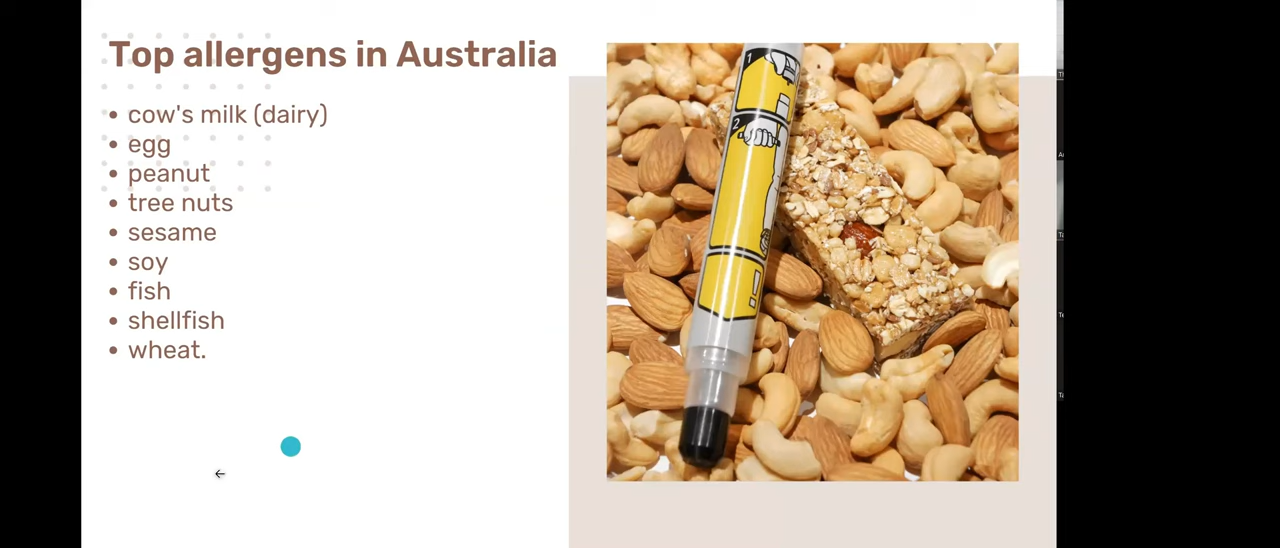 Top allergens in Australia
• cow's milk (dairy)
• egg
• peanut
• tree nuts
• sesame
• soy
• fish
• shellfish
• wheat.
1
2